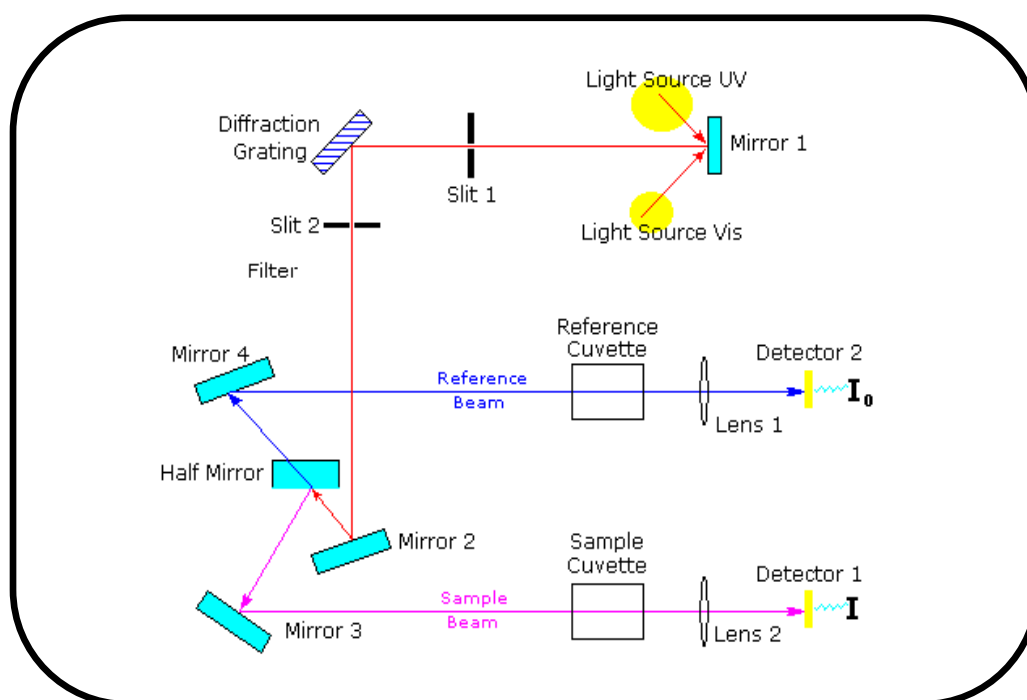 Light Source UV
Diffraction
Grating
Mirror 1
Slit 1
Slit 2
Light Source Vis
Filter
Reference
Cuvette
Mirror 4
Detector 2
Reference
Beam
I₀
Lens 1
Half Mirror
Mirror 2
Sample
Cuvette
Detector 1
Sample
Beam
I
Mirror 3
Lens 2